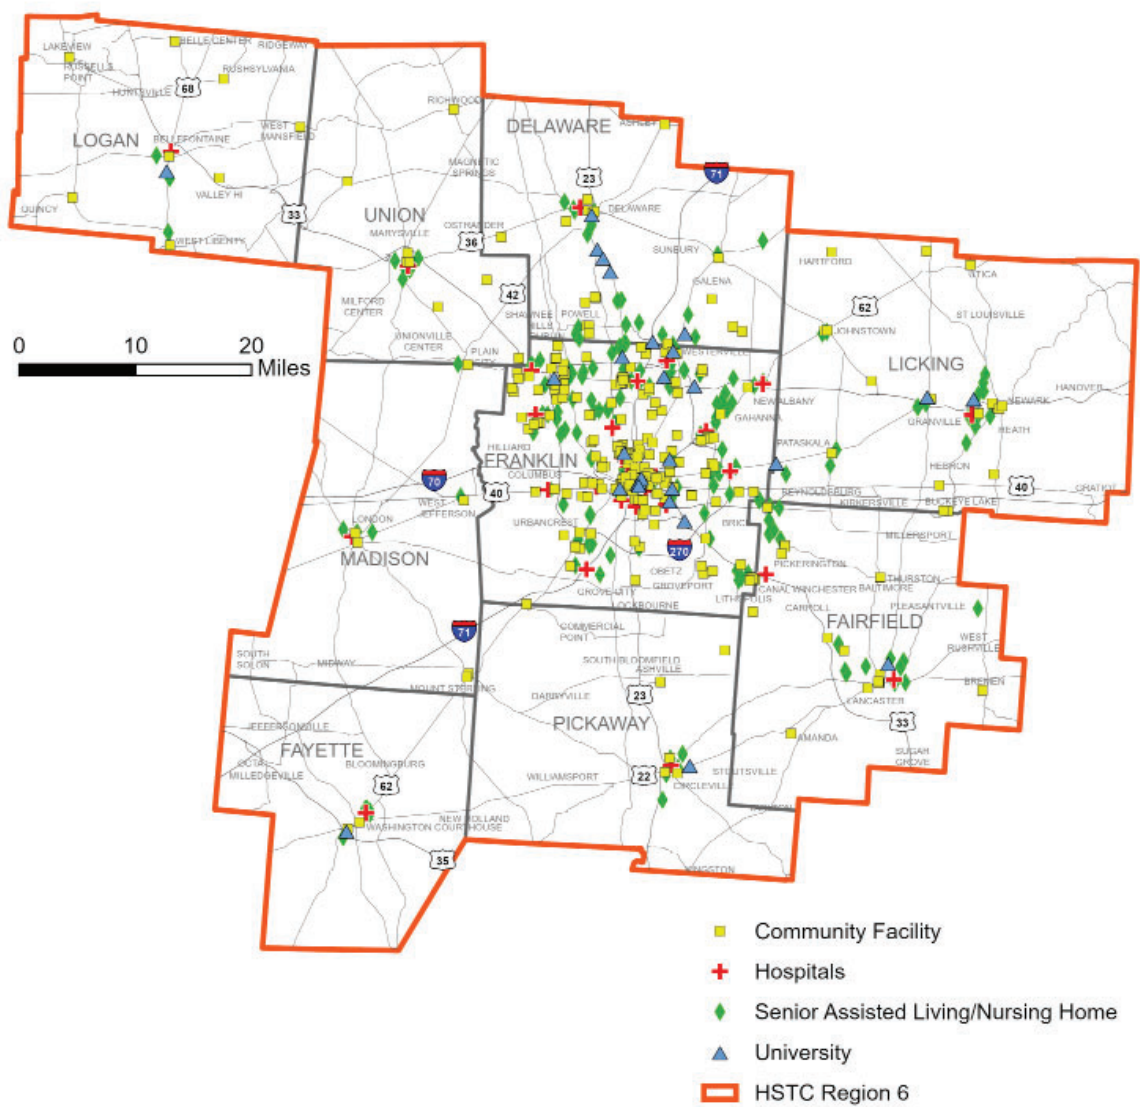 BELLE CENTER
RIDGEWAY
LAKEVIEW
RUSSELLS
POINT
RUSHSYLVANIA
HUNTSVILLE
68
RICHWOOD
DELAWARE
ASHLEY
WEST
MANSFIELD
LOGAN
BELLEFONTAINE
MAGNETIC
SPRINGS
71
23
VALLEY HI
QUINCY
33
UNION
MARYSVILLE
OSTRANDER
DELAWARE
36
WEST LIBERTY
SUNBURY
HARTFORD
UTICA
42
GALENA
62
MILFORD
CENTER
SHAWNEE
HILLS
POWELL
ST LOUISVILLE
UNIONVILLE
CENTER
JOHNSTOWN
0
10
20
Miles
PLAIN
CITY
WESTERVILLE
LICKING
HANOVER
NEW ALBANY
NEWARK
GAHANNA
GRANVILLE
HEATH
HILLIARD
PATASKALA
FRANKLIN
COLUMBUS
HEBRON
70
40
REYNOLDSBURG
KIRKERSVILLE
BUCKEYE LAKE
40
GRATIOT
WEST
JEFFERSON
LONDON
URBANCREST
BRICE
MILLERSPORT
MADISON
270
PICKERINGTON
OBETZ
GROVEPORT
GROVE CITY
LOCKBOURNE
LITHOPOLIS
CANAL WINCHESTER
BALTIMORE
THURSTON
CARROLL
PLEASANTVILLE
FAIRFIELD
71
COMMERCIAL
POINT
WEST
RUSHVILLE
SOUTH
SOLON
MIDWAY
SOUTH BLOOMFIELD
ASHVILLE
BREMEN
MOUNT STERLING
DARBYVILLE
23
LANCASTER
33
PICKAWAY
JEFFERSONVILLE
AMANDA
FAYETTE
OCTA
BLOOMINGBURG
MILLEDGEVILLE
SUGAR
GROVE
62
WILLIAMSPORT
22
STOUTSVILLE
CIRCLEVILLE
NEW HOLLAND
WASHINGTON COURTHOUSE
35
KINGSTON
Community Facility
Hospitals
Senior Assisted Living/Nursing Home
University
HSTC Region 6